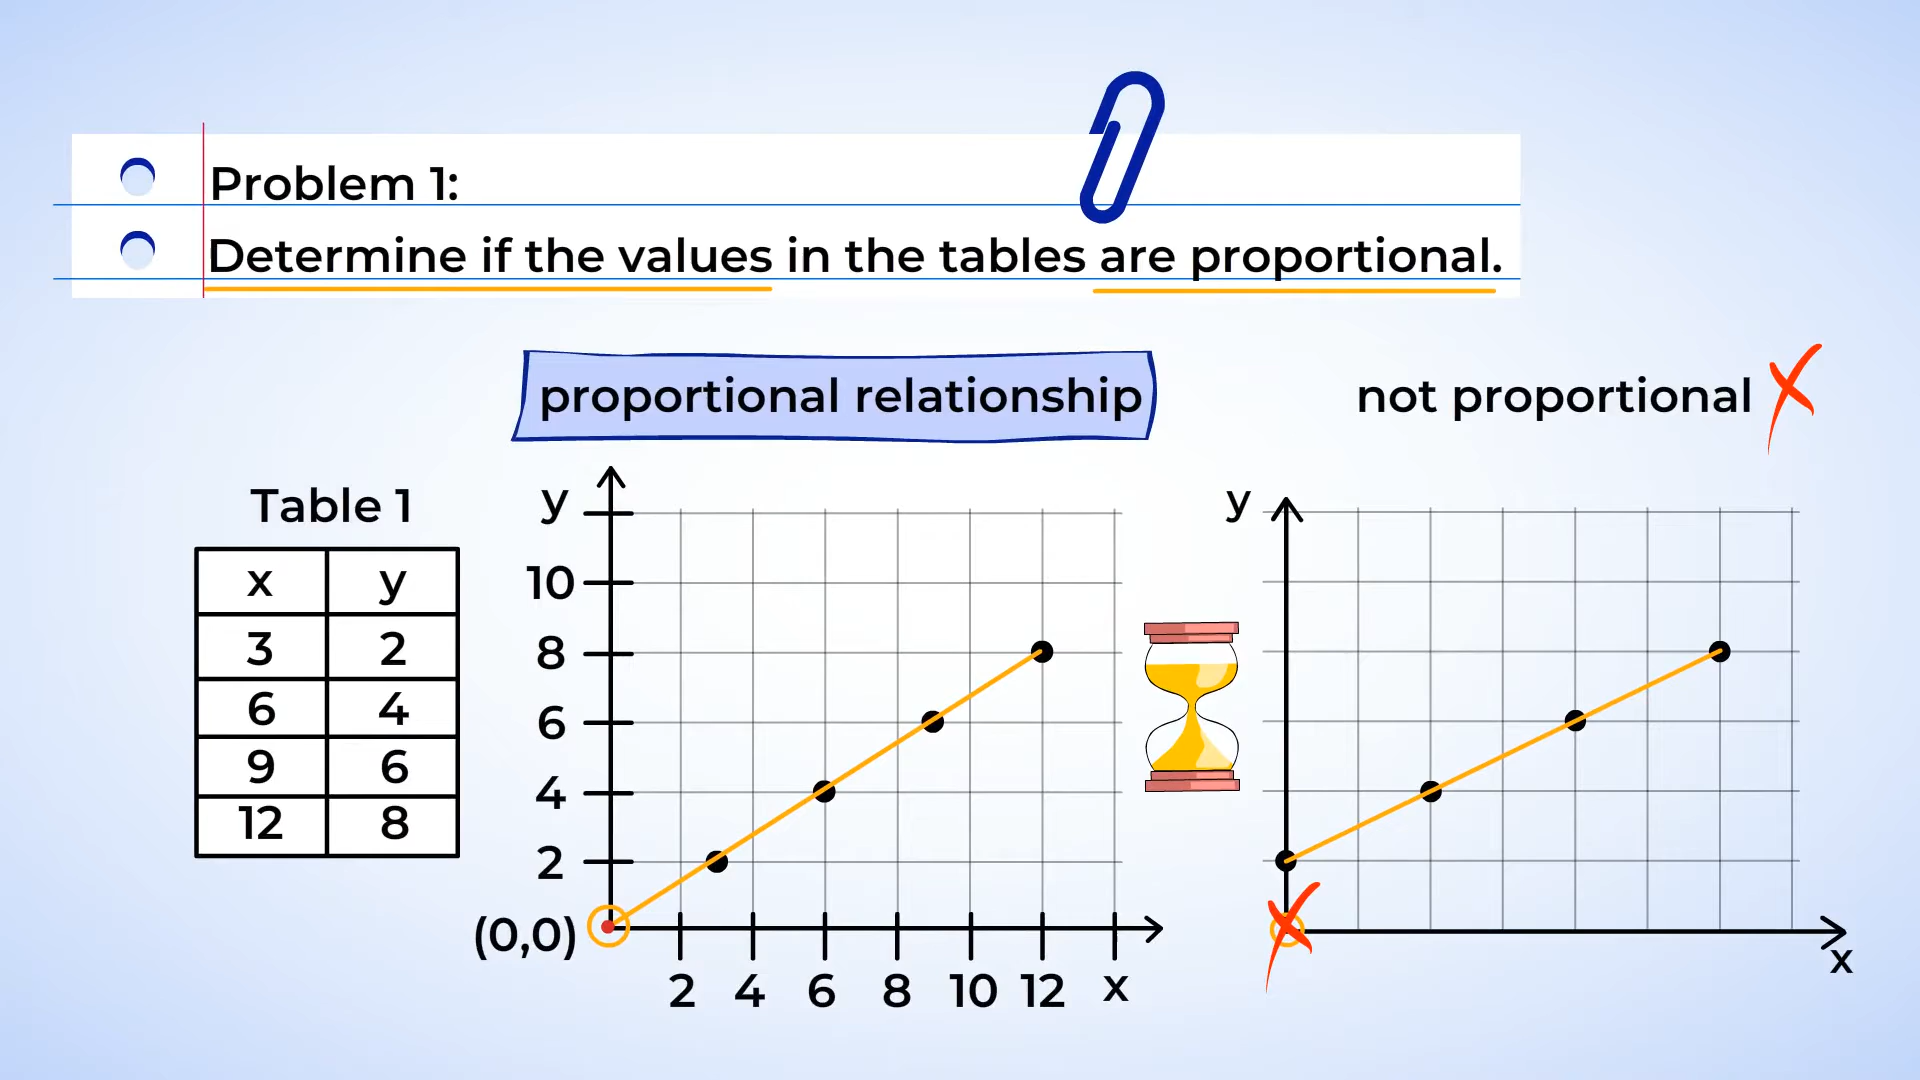 Problem 1:
Determine if the values in the tables are proportional.
proportional relationship
not proportional
Table 1
x y
3 2
6 4
9 6
12 8
y
10
8
6
4
2
(0,0)
2 4 6 8 10 12 x
y
x